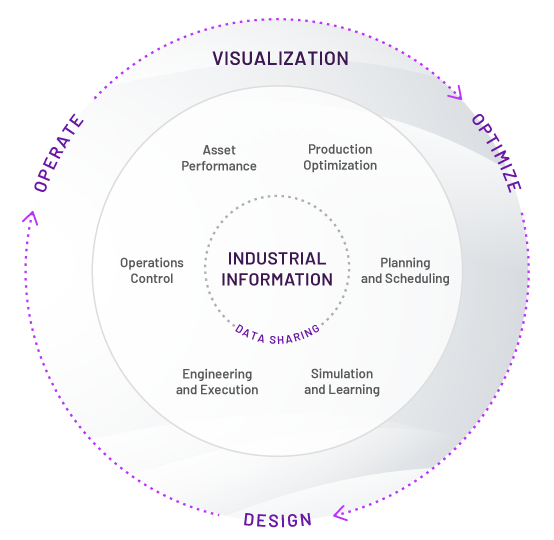 VISUALIZATION
OPERATE
OPTIMIZE
Asset
Performance
Production
Optimization
Operations
Control
INDUSTRIAL
INFORMATION
Planning
and Scheduling
DATA SHARING
Engineering
and Execution
Simulation
and Learning
DESIGN